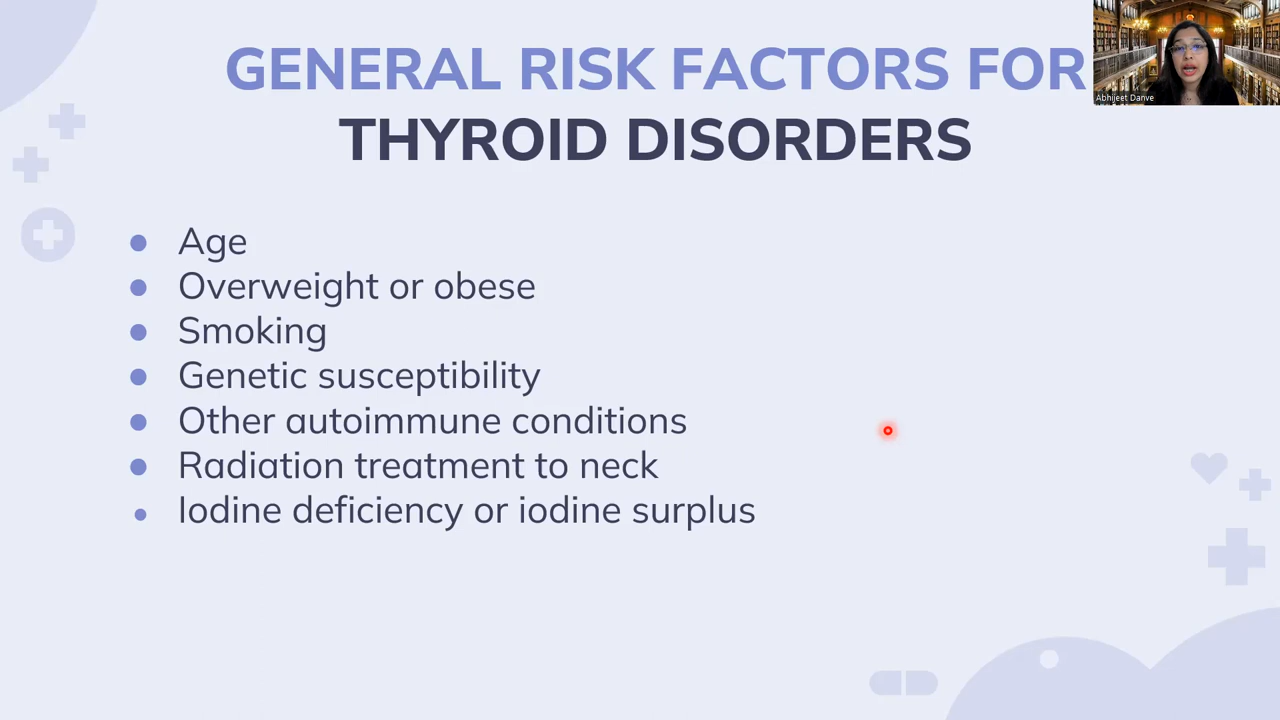 GENERAL RISK FACTORS FOR
THYROID DISORDERS
Abhijeet Danve
Age
Overweight or obese
Smoking
Genetic susceptibility
Other autoimmune conditions
Radiation treatment to neck
Iodine deficiency or iodine surplus